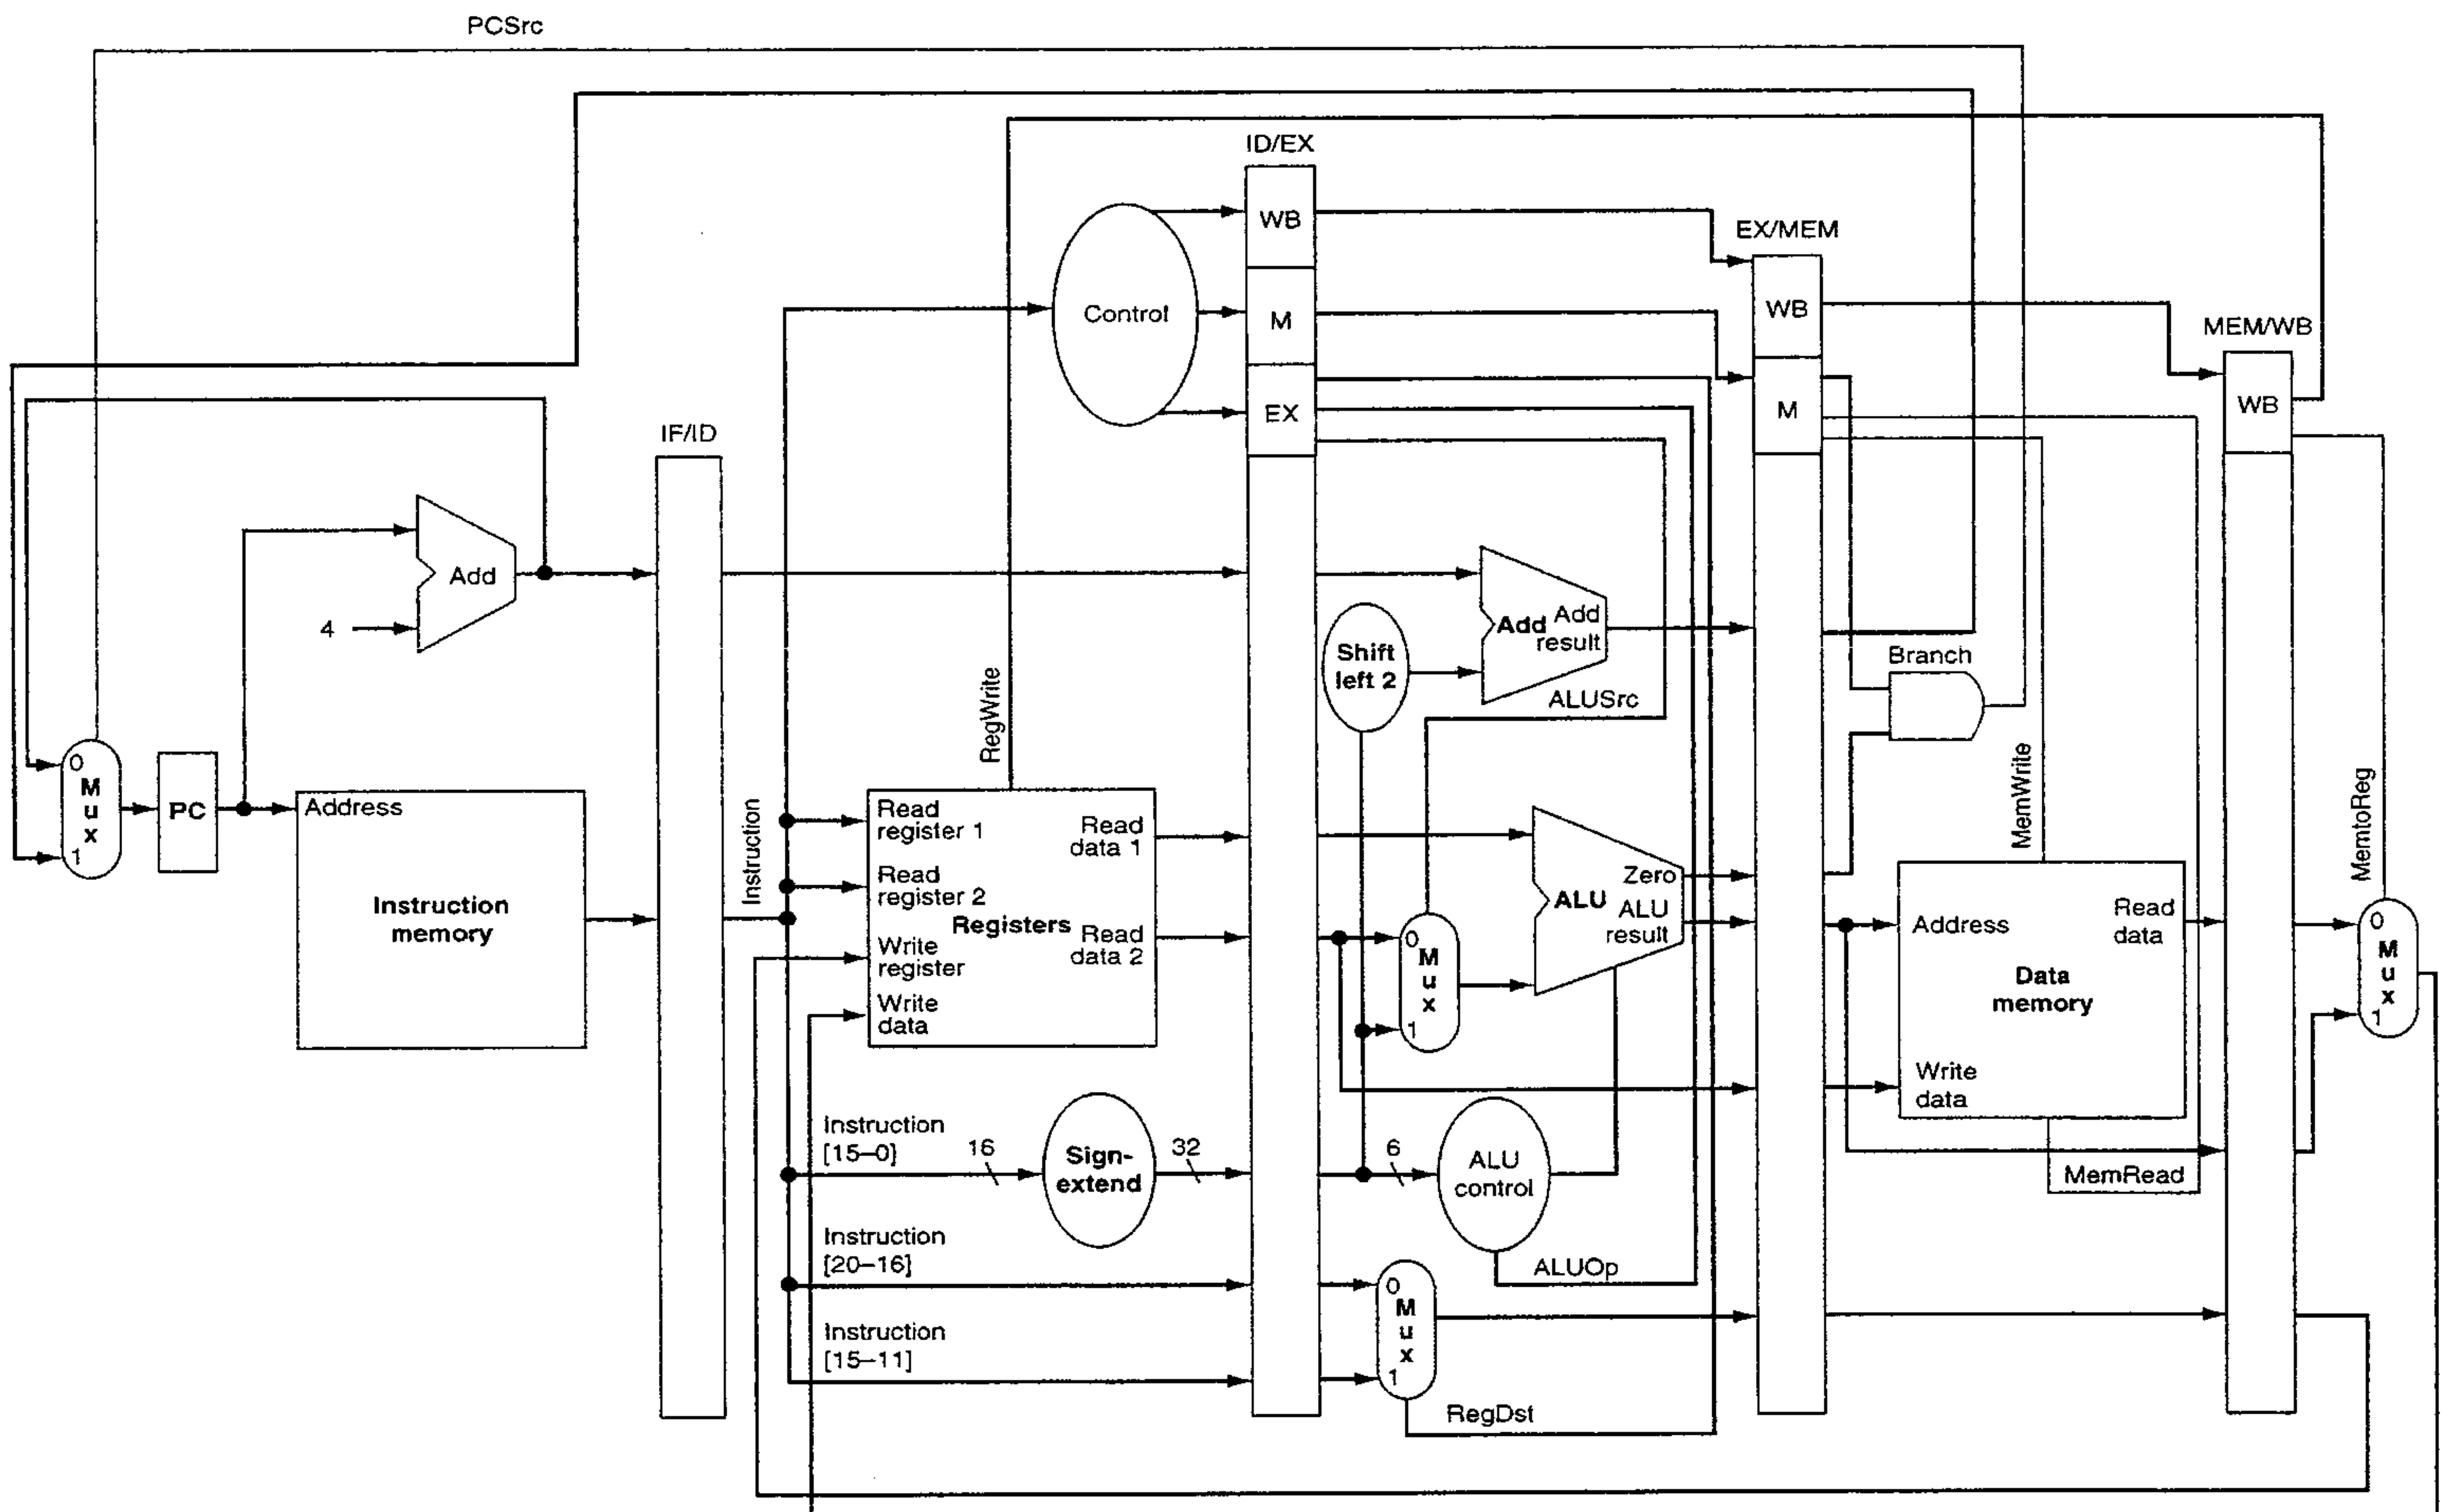 PCSrc
ID/EX
WB
EX/MEM
Control
M
WB
MEM/WB
EX
M
WB
IF/ID
Add
4
Add
Add
result
Shift
left 2
Branch
ALUSrc
RegWrite
MemWrite
MemtoReg
0
M
u
x
1
PC
Address
Instruction
memory
Instruction
Read
register 1
Read
register 2
Write
register
Write
data
Registers
Read
data 1
Read
data 2
0
M
u
x
1
Zero
ALU
ALU
result
Address
Read
data
Data
memory
Write
data
MemRead
0
M
u
x
1
Instruction
[15–0]
16
Sign-
extend
32
6
ALU
control
Instruction
[20–16]
ALUOp
0
M
u
x
1
Instruction
[15–11]
RegDst